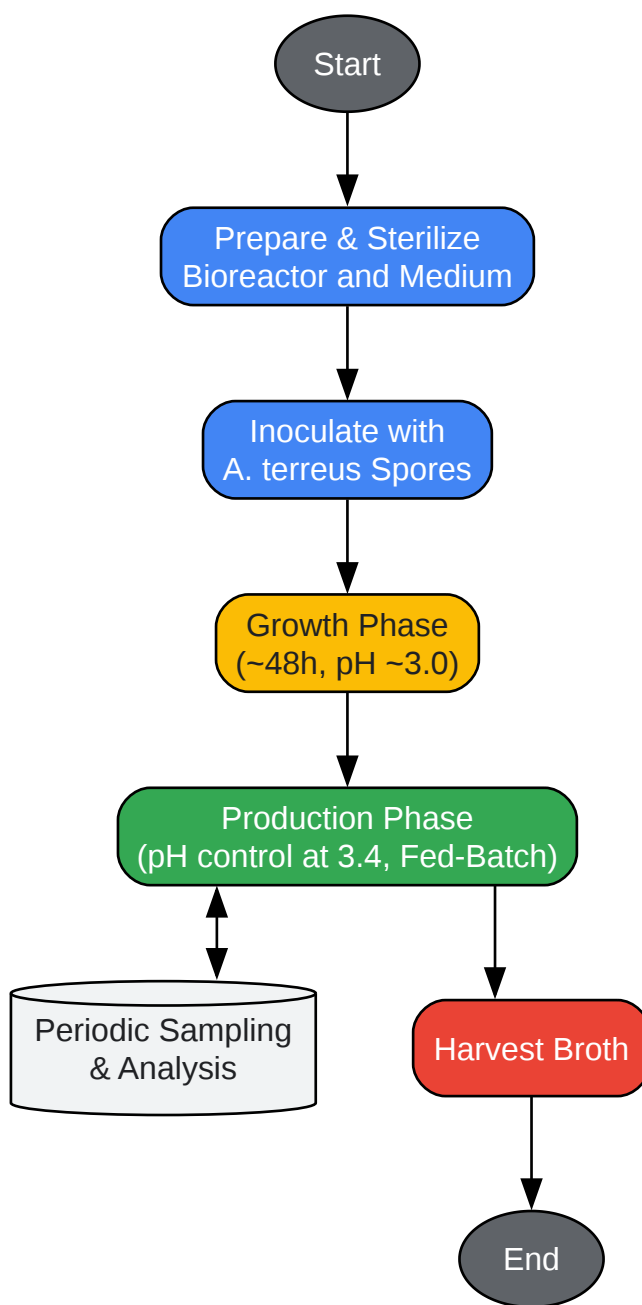 Start
Prepare & Sterilize
Bioreactor and Medium
Inoculate with
A. terreus Spores
Growth Phase
(~48h, pH ~3.0)
Production Phase
(pH control at 3.4, Fed-Batch)
Periodic Sampling
& Analysis
Harvest Broth
End